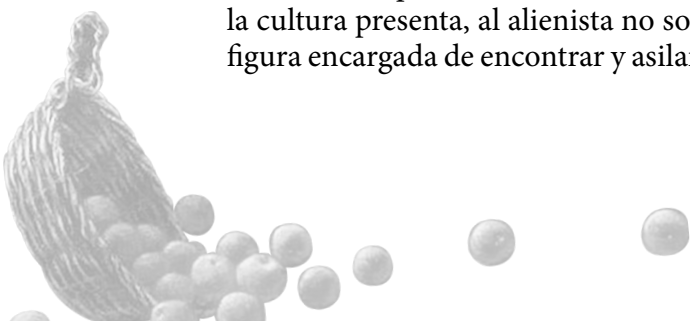 la cultura presenta, al alienista no so
figura encargada de encontrar y asilar